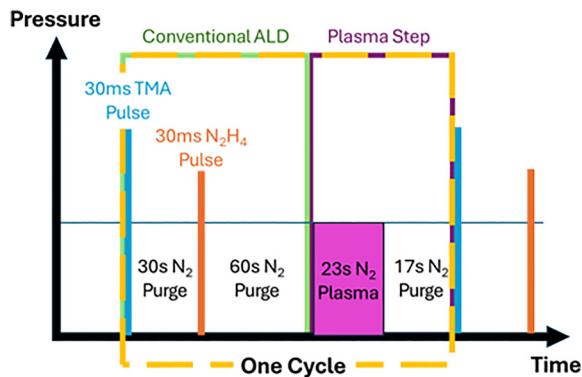 Pressure
Conventional ALD
Plasma Step
30ms TMA
Pulse
30ms N₂H₄
Pulse
30s N₂
Purge
60s N₂
Purge
23s N₂
Plasma
17s N₂
Purge
One Cycle
Time